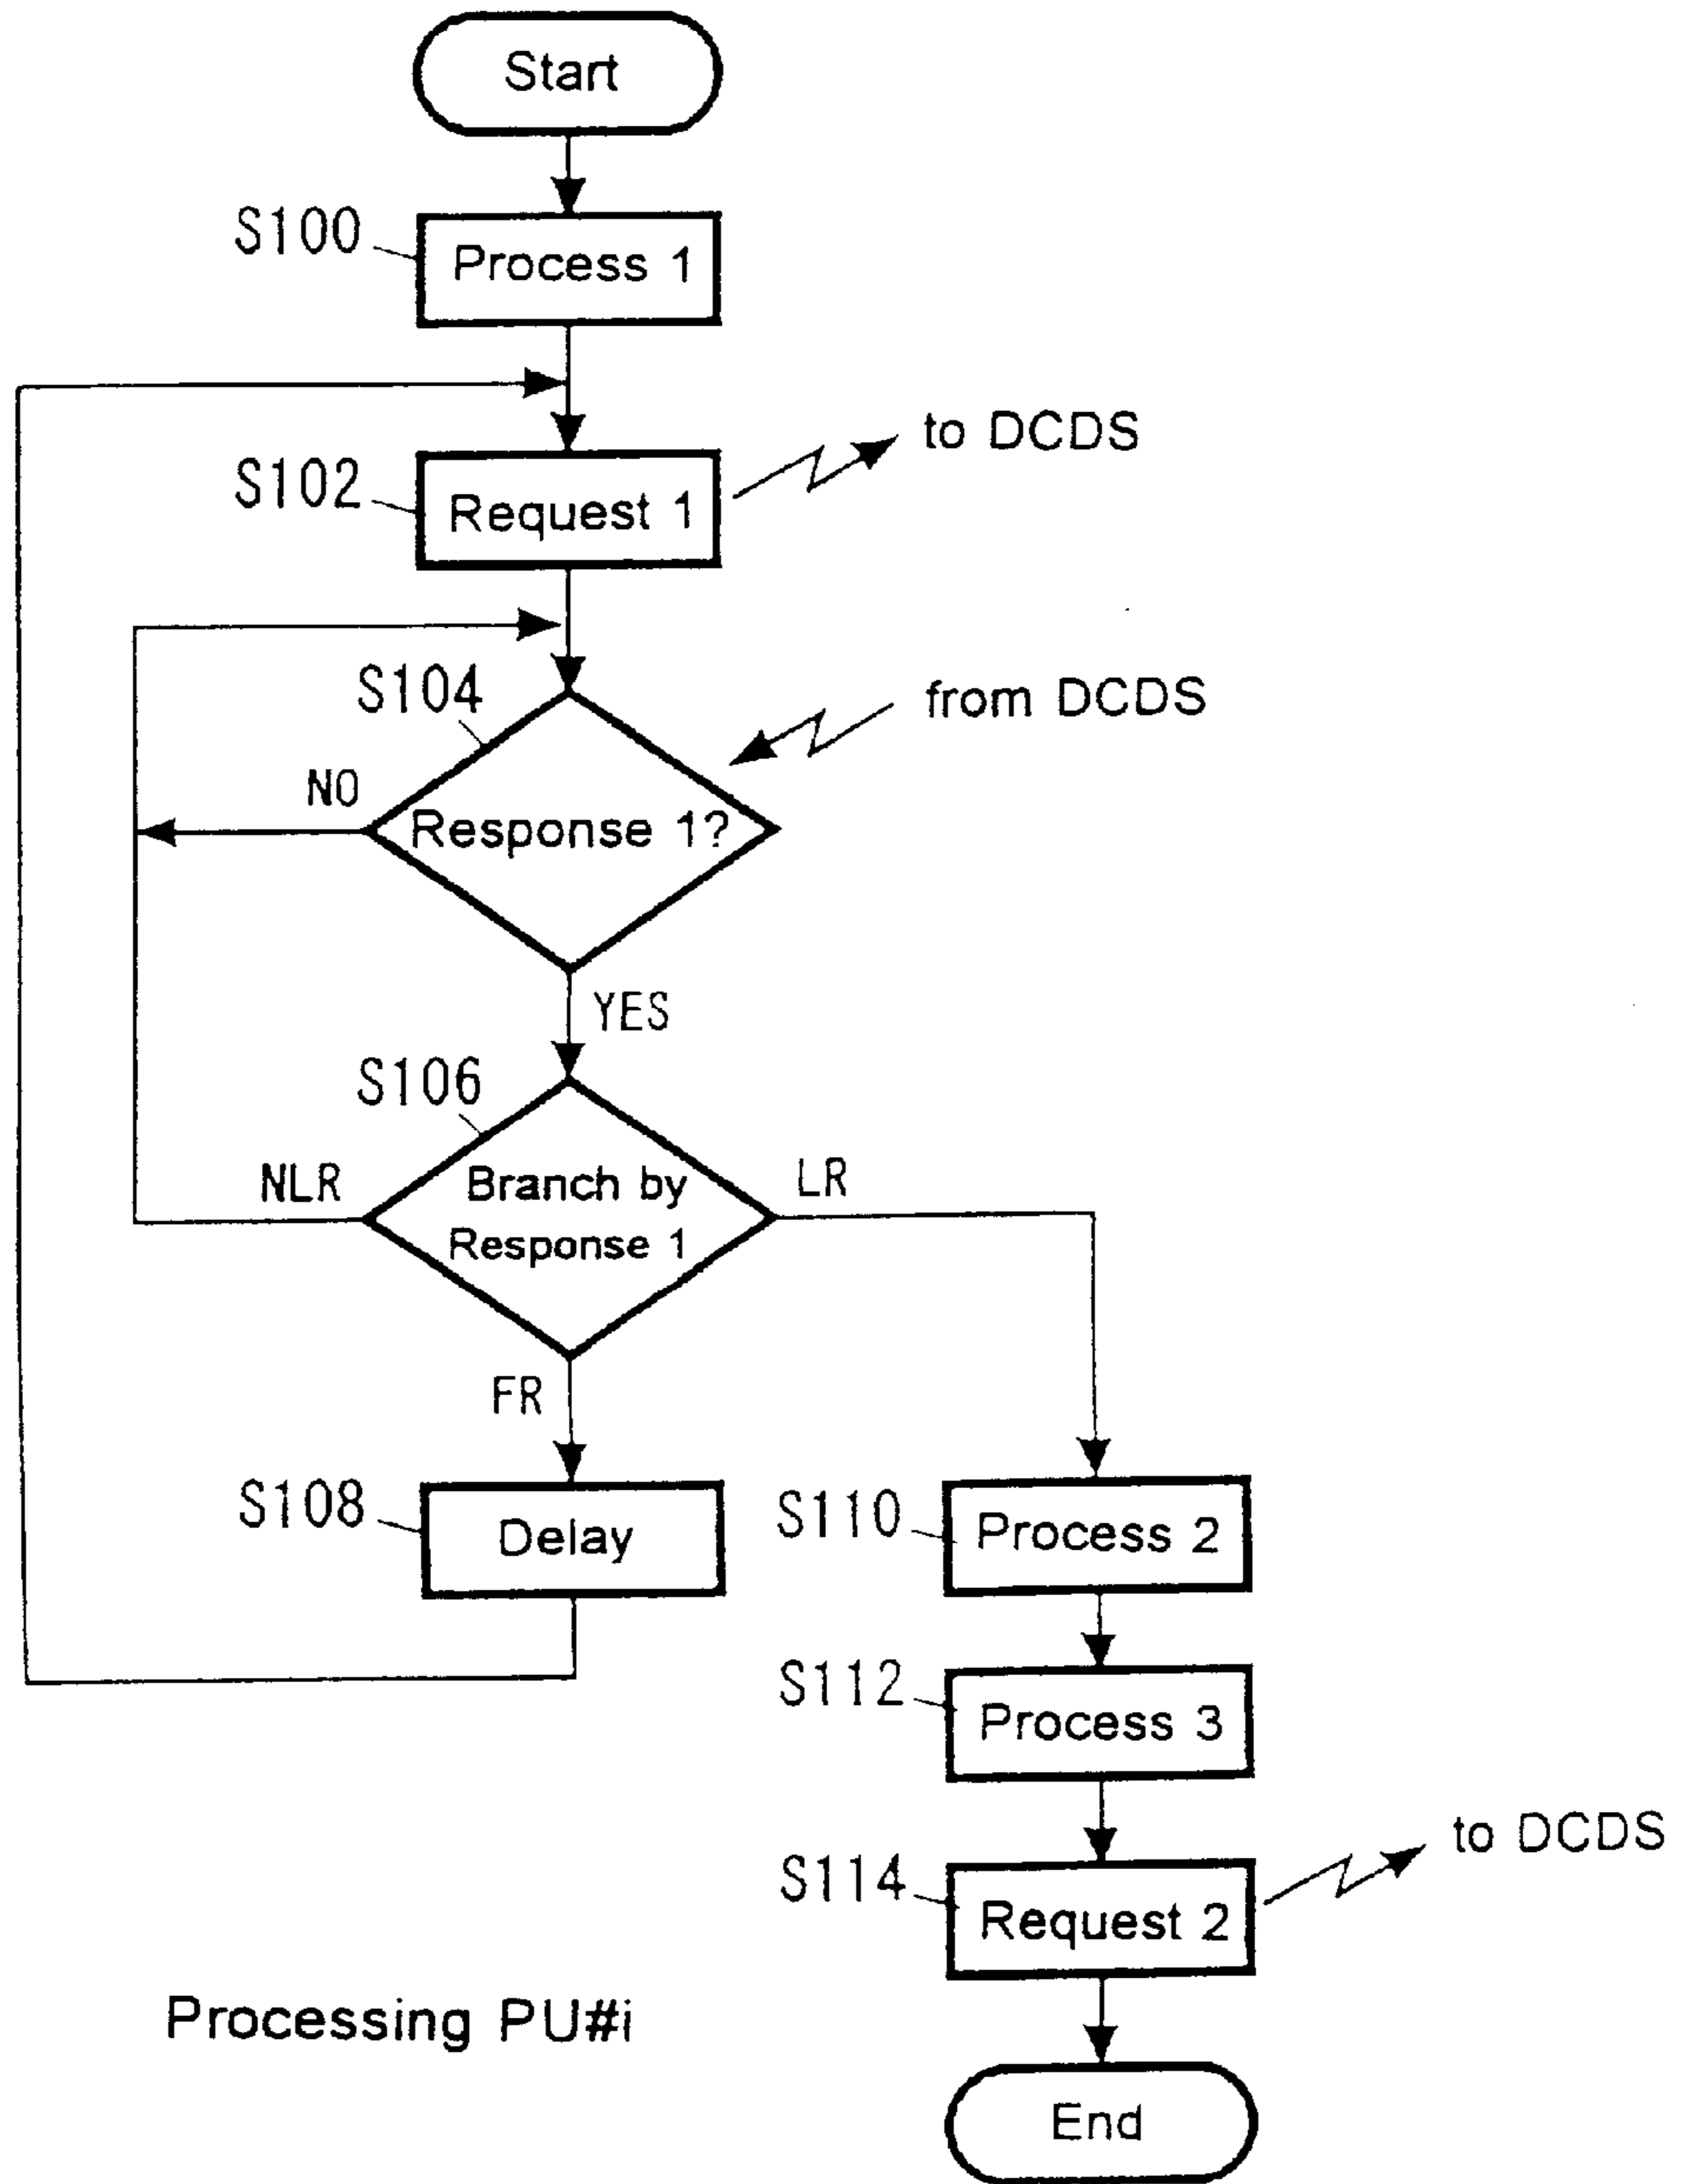 Start
S100
Process 1
to DCDS
S102
Request 1
S104
from DCDS
NO
Response 1?
YES
S106
NLR
Branch by
Response 1
LR
FR
S108
Delay
S110
Process 2
S112
Process 3
to DCDS
S114
Request 2
Processing PU#i
End